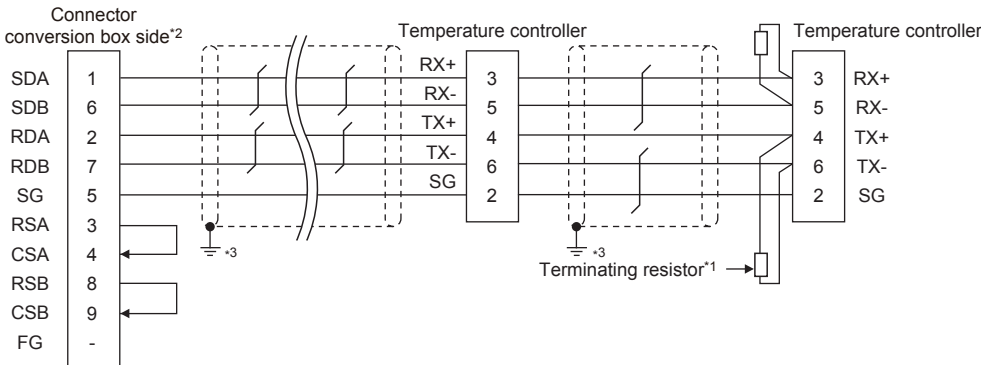 Connector
conversion box side*2
Temperature controller
Temperature controller
SDA 1 RX+ 3 3 RX+
SDB 6 RX- 5 5 RX-
RDA 2 TX+ 4 4 TX+
RDB 7 TX- 6 6 TX-
SG 5 SG 2 2 SG
RSA 3
CSA 4 *3 *3
Terminating resistor*1
RSB 8
CSB 9
FG -